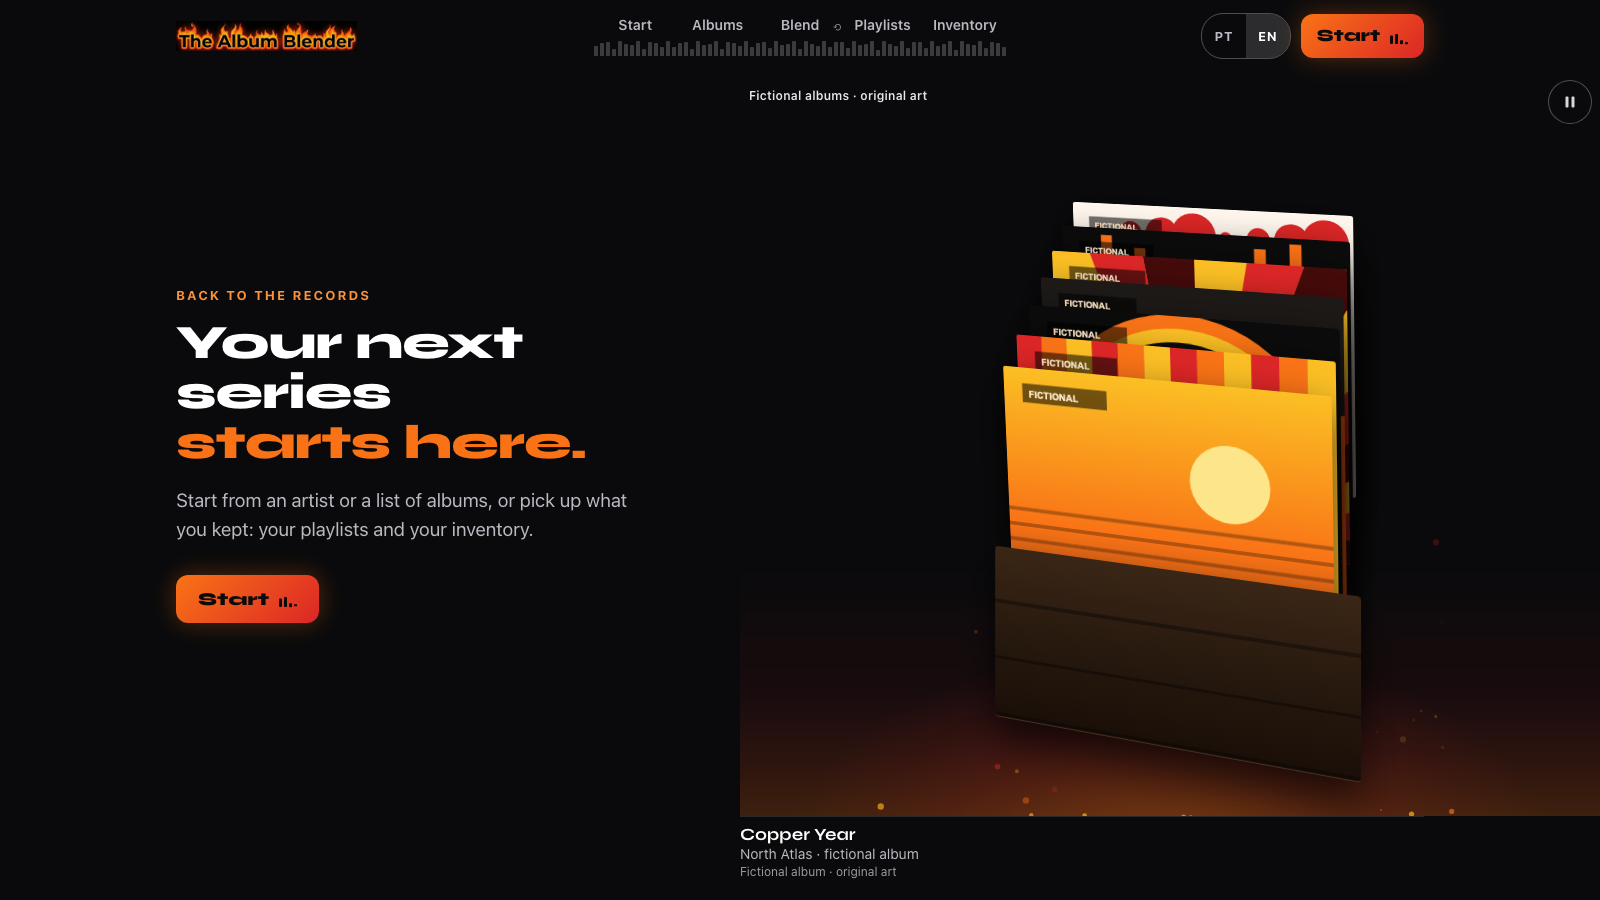 The Album Blender
Start Albums Blend Playlists Inventory
PT EN
Start
Fictional albums · original art
BACK TO THE RECORDS
Your next
series
starts here.
Start from an artist or a list of albums, or pick up what
you kept: your playlists and your inventory.
Start
FICTIONAL
FICTIONAL
FICTIONAL
FICTIONAL
FICTIONAL
FICTIONAL
FICTIONAL
Copper Year
North Atlas · fictional album
Fictional album · original art